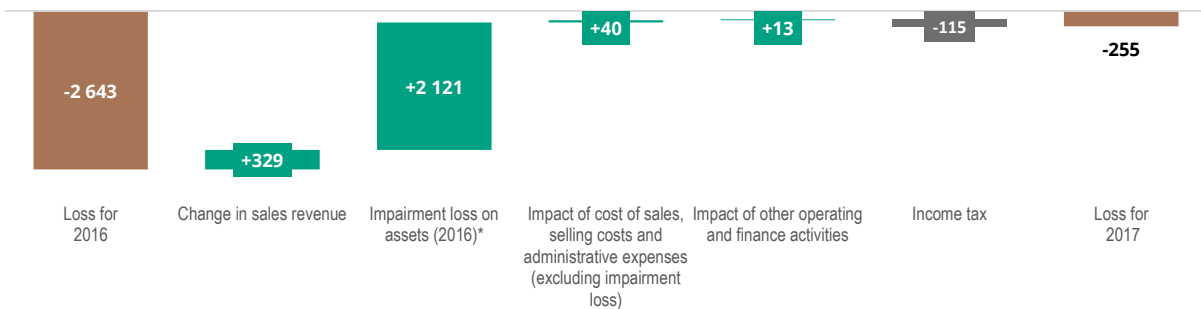 -2 643
+329
+2 121
+40
+13
-115
-255
Loss for
2016
Change in sales revenue
Impairment loss on
assets (2016)*
Impact of cost of sales,
selling costs and
administrative expenses
(excluding impairment
loss)
Impact of other operating
and finance activities
Income tax
Loss for
2017